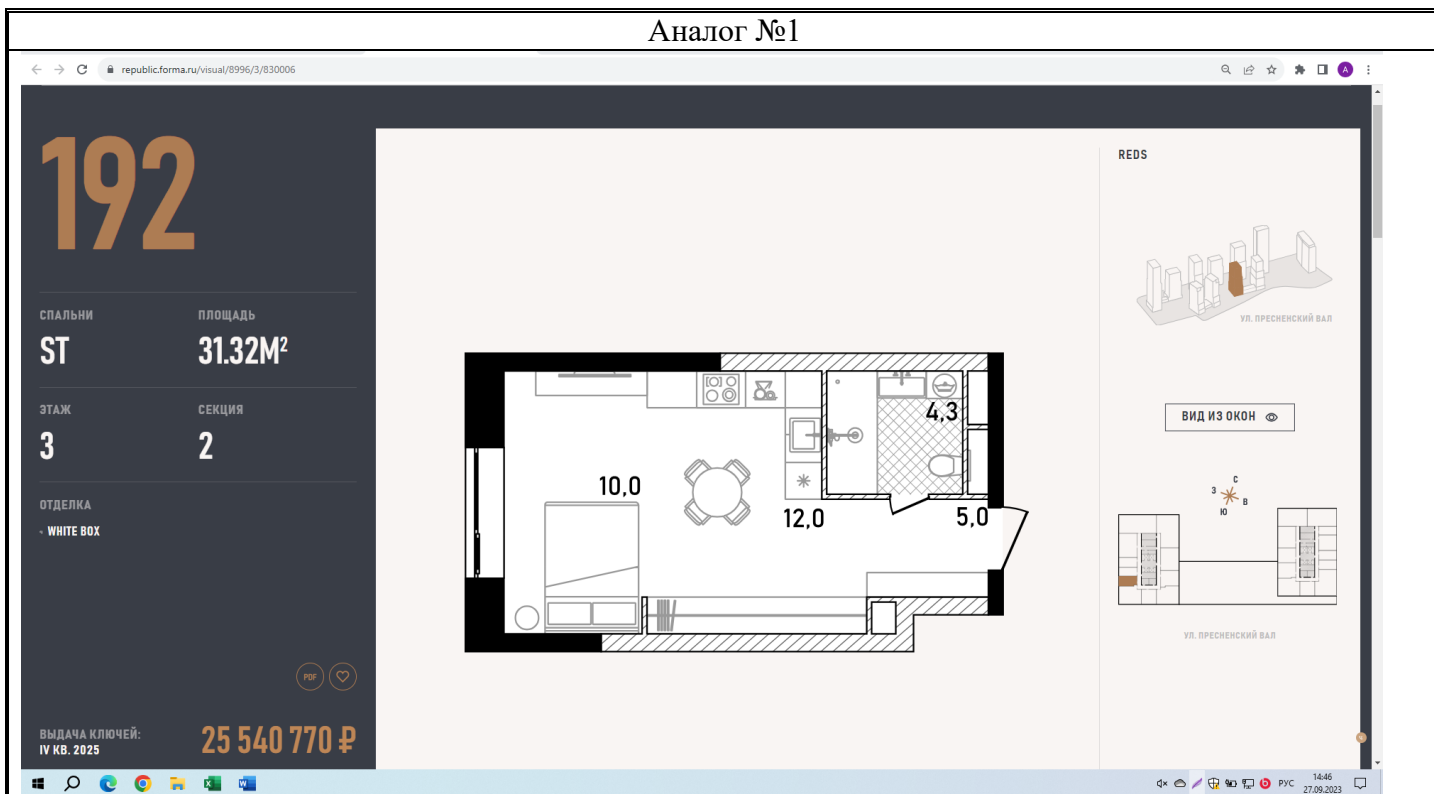 Аналог №1
republic.forma.ru/visual/8996/3/830006
A
192
СПАЛЬНИ ПЛОЩАДЬ
ST 31.32М²
ЭТАЖ СЕКЦИЯ
3 2
ОТДЕЛКА
- WHITE BOX
PDF
ВЫДАЧА КЛЮЧЕЙ:
IV КВ. 2025
25 540 770 ₽
4,3
10,0
12,0
5,0
REDS
УЛ. ПРЕСНЕНСКИЙ ВАЛ
ВИД ИЗ ОКОН
С
З
В
Ю
УЛ. ПРЕСНЕНСКИЙ ВАЛ
РУС
14:46
27.09.2023